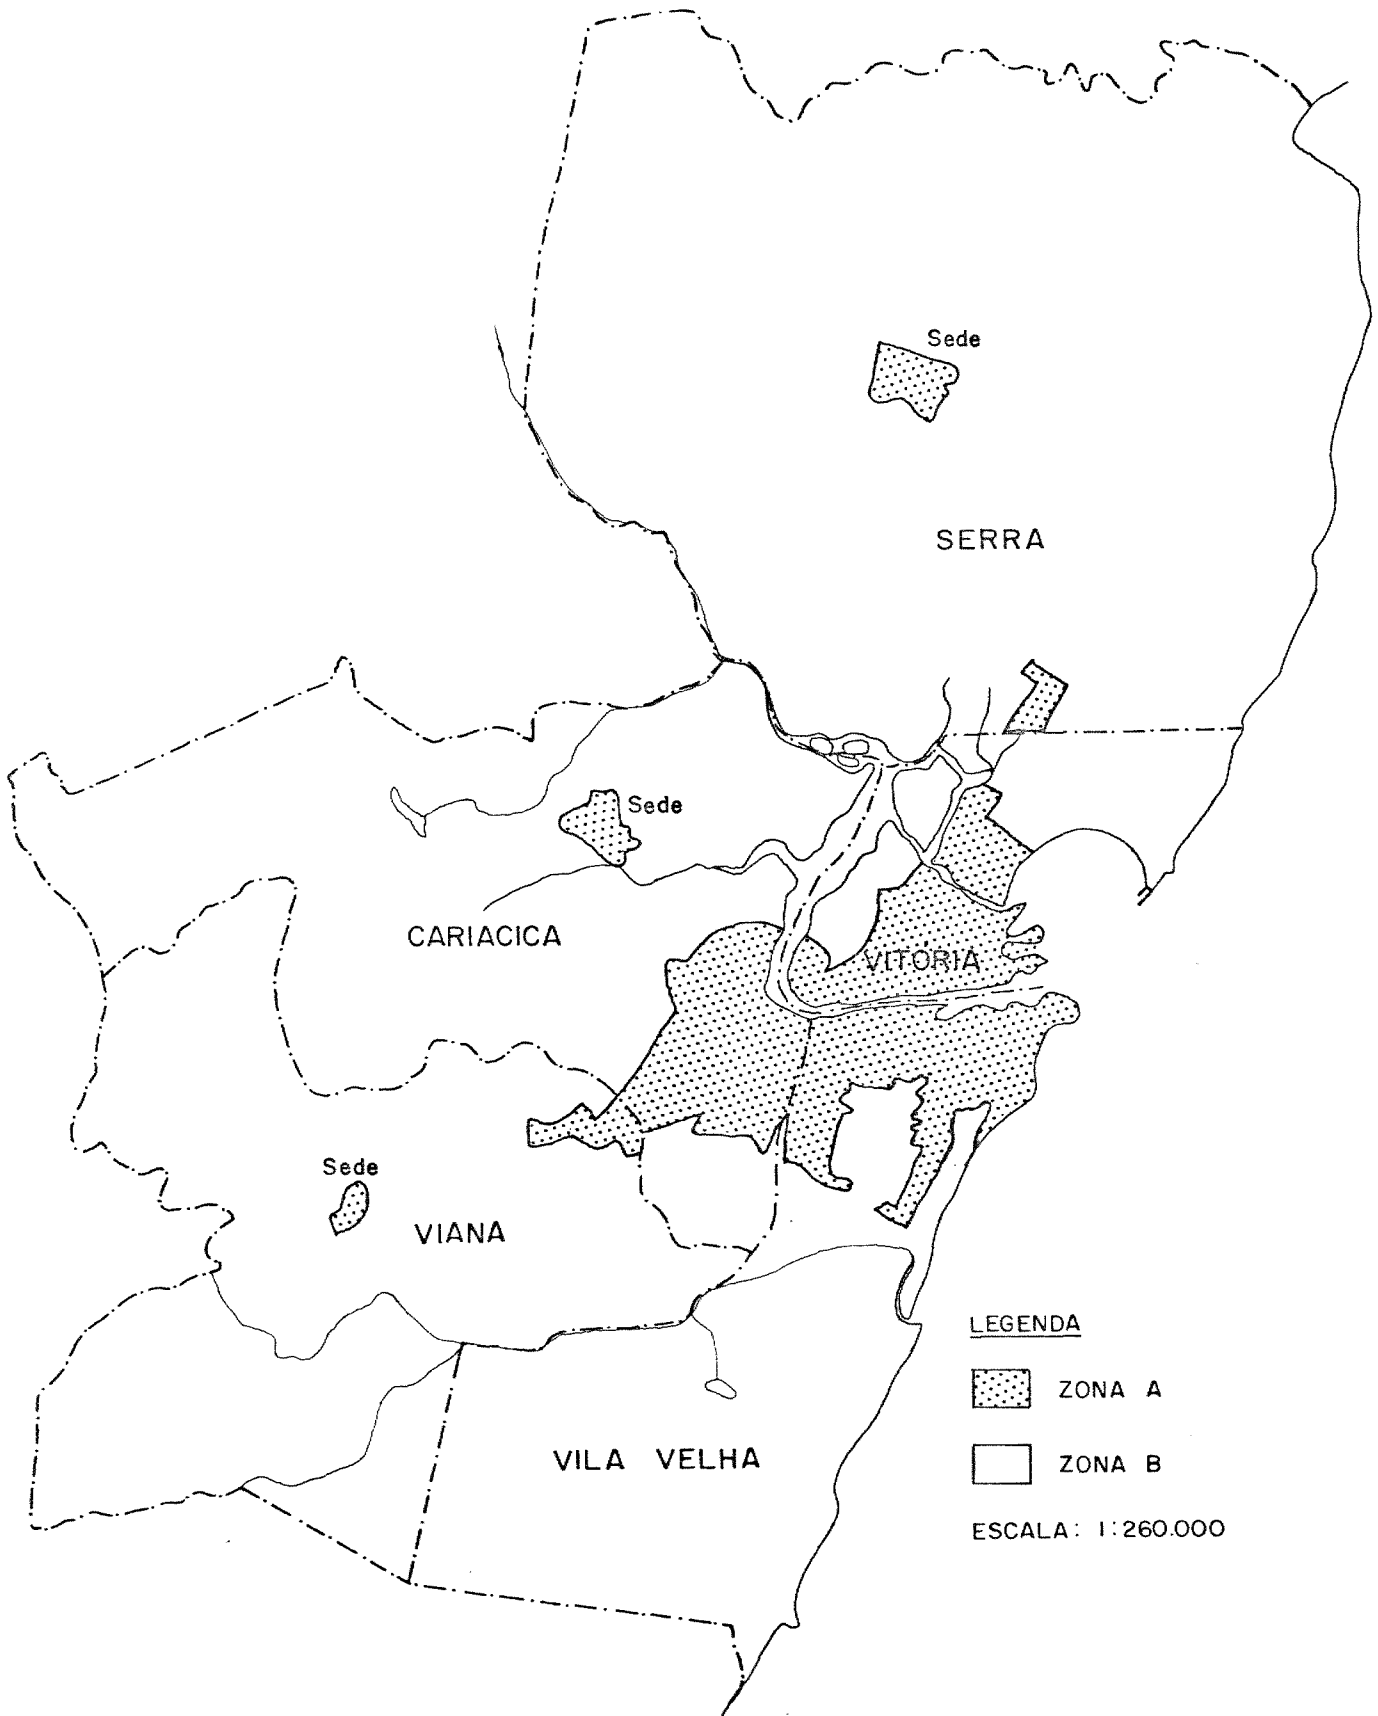 Sede
SERRA
Sede
CARIACICA
VITÓRIA
Sede
VIANA
LEGENDA
ZONA A
VILA VELHA
ZONA B
ESCALA: 1:260.000